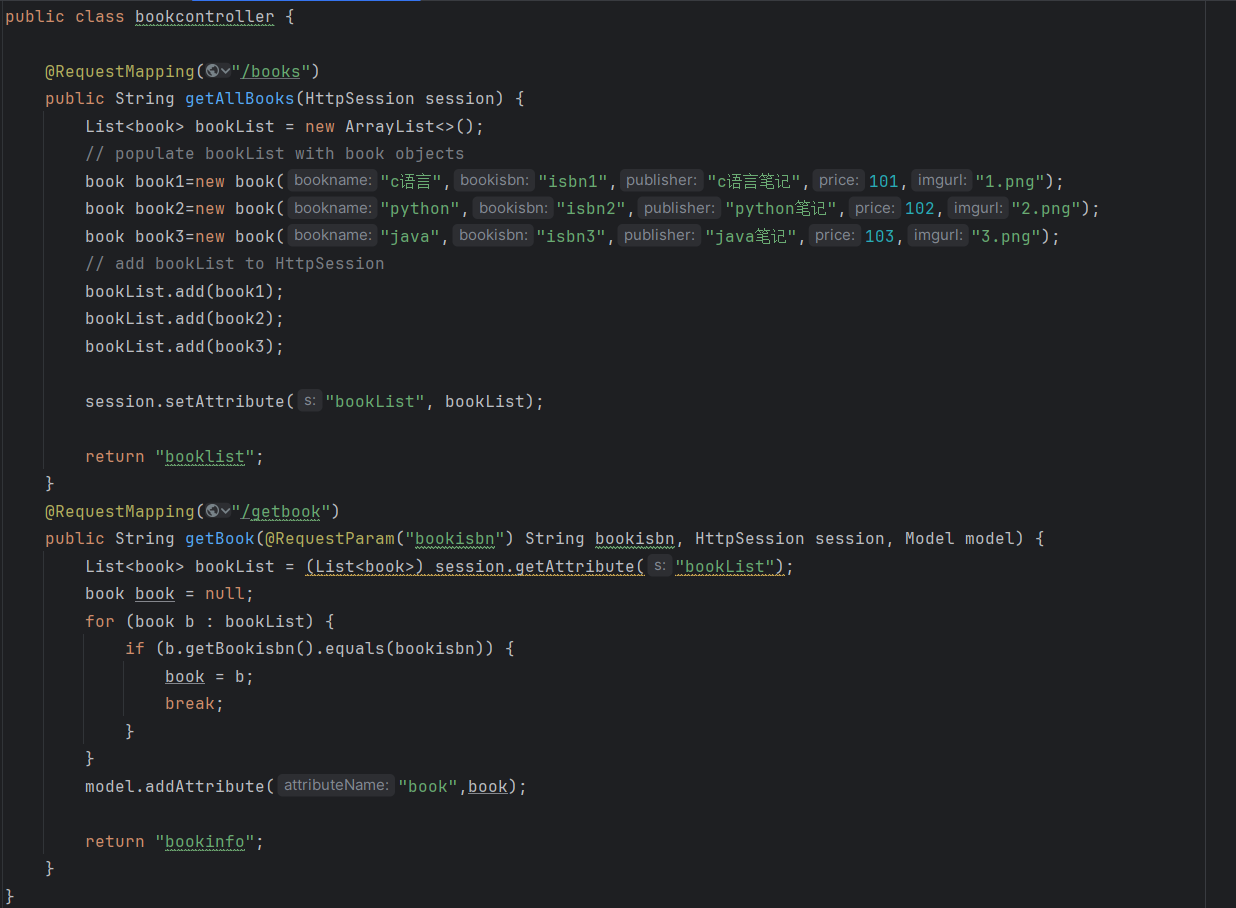 public class bookcontroller {
@RequestMapping("/books")
public String getAllBooks(HttpSession session) {
List<book> bookList = new ArrayList<>();
// populate bookList with book objects
book book1=new book( bookname: "c语言", bookisbn: "isbn1", publisher: "c语言笔记", price: 101, imgurl: "1.png");
book book2=new book( bookname: "python", bookisbn: "isbn2", publisher: "python笔记", price: 102, imgurl: "2.png");
book book3=new book( bookname: "java", bookisbn: "isbn3", publisher: "java笔记", price: 103, imgurl: "3.png");
// add bookList to HttpSession
bookList.add(book1);
bookList.add(book2);
bookList.add(book3);
session.setAttribute( s: "bookList", bookList);
return "booklist";
}
@RequestMapping("/getbook")
public String getBook(@RequestParam("bookisbn") String bookisbn, HttpSession session, Model model) {
List<book> bookList = (List<book>) session.getAttribute( s: "bookList");
book book = null;
for (book b : bookList) {
if (b.getBookisbn().equals(bookisbn)) {
book = b;
break;
}
}
model.addAttribute( attributeName: "book",book);
return "bookinfo";
}
}